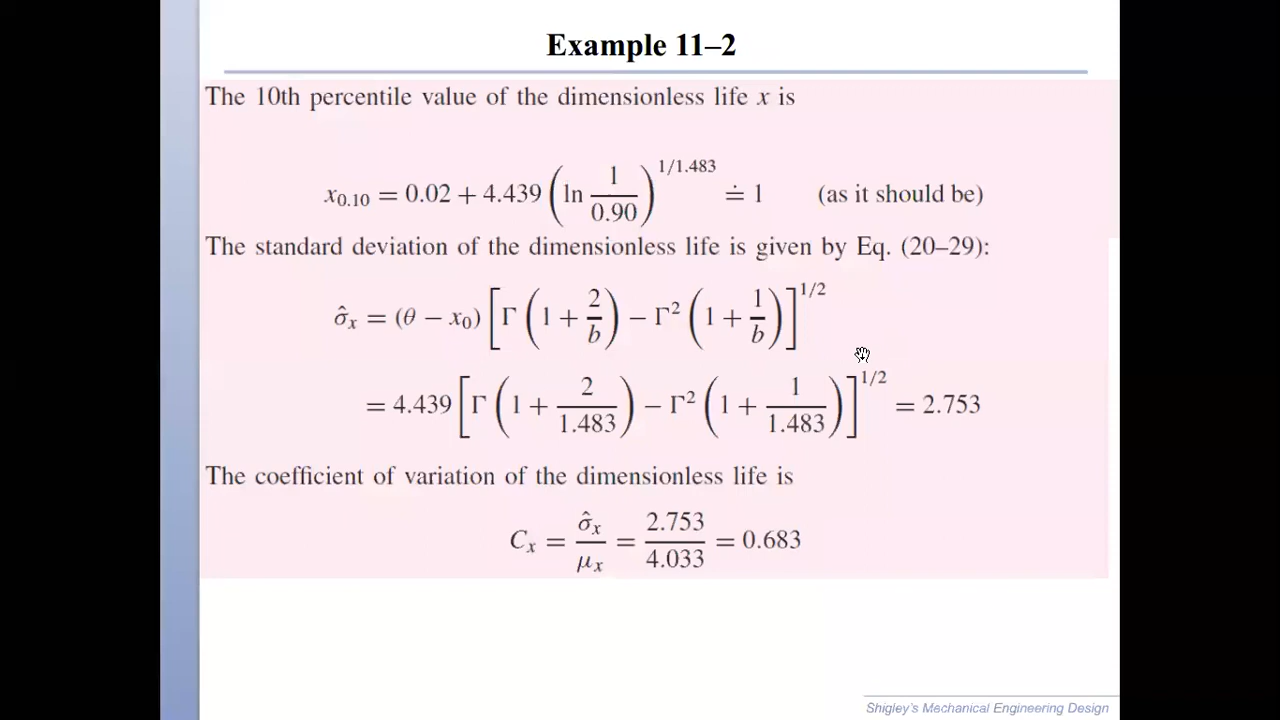 Example 11–2
The 10th percentile value of the dimensionless life x is
x₀.₁₀ = 0.02 + 4.439 (ln 1/0.90)^1/1.483 ≐ 1 (as it should be)
The standard deviation of the dimensionless life is given by Eq. (20–29):
σ̂ₓ = (θ − x₀) [Γ (1 + 2/b) − Γ² (1 + 1/b)]^1/2
= 4.439 [Γ (1 + 2/1.483) − Γ² (1 + 1/1.483)]^1/2 = 2.753
The coefficient of variation of the dimensionless life is
Cₓ = σ̂ₓ/μₓ = 2.753/4.033 = 0.683
Shigley's Mechanical Engineering Design